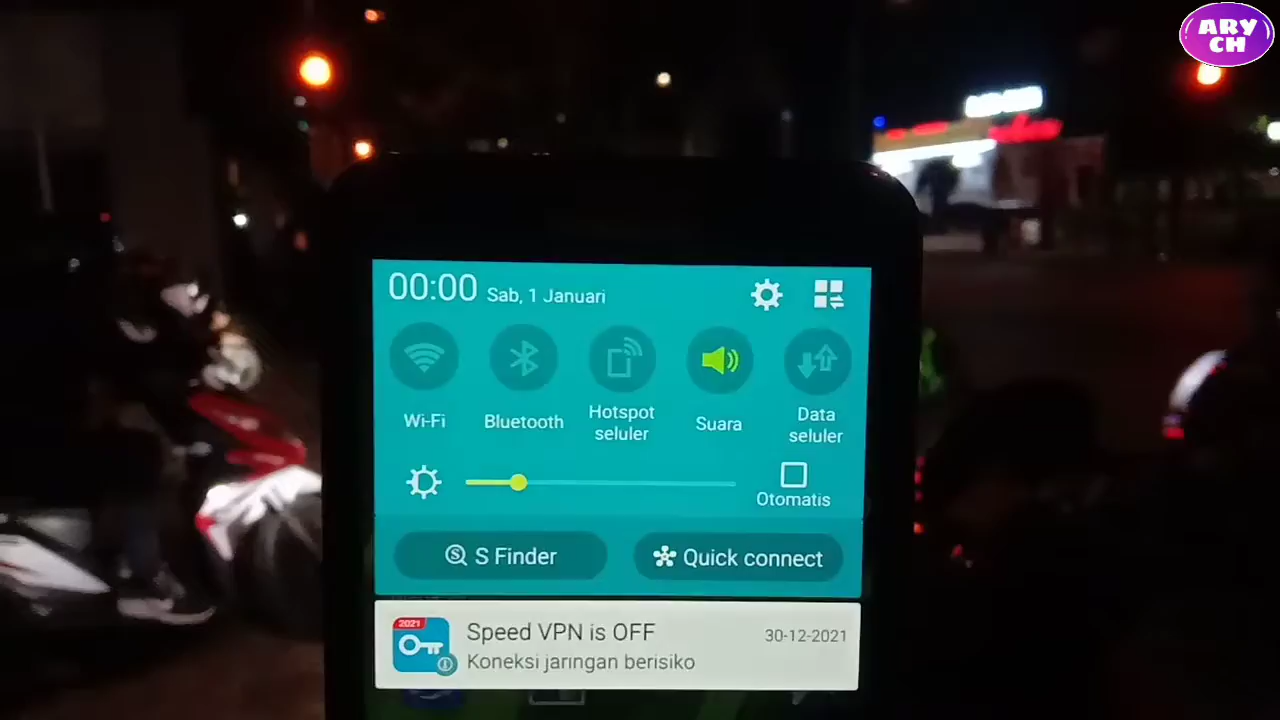 ARY
CH
00:00 Sab, 1 Januari
Wi-Fi
Bluetooth
Hotspot
seluler
Suara
Data
seluler
Otomatis
S Finder
Quick connect
2021
Speed VPN is OFF
30-12-2021
Koneksi jaringan berisiko